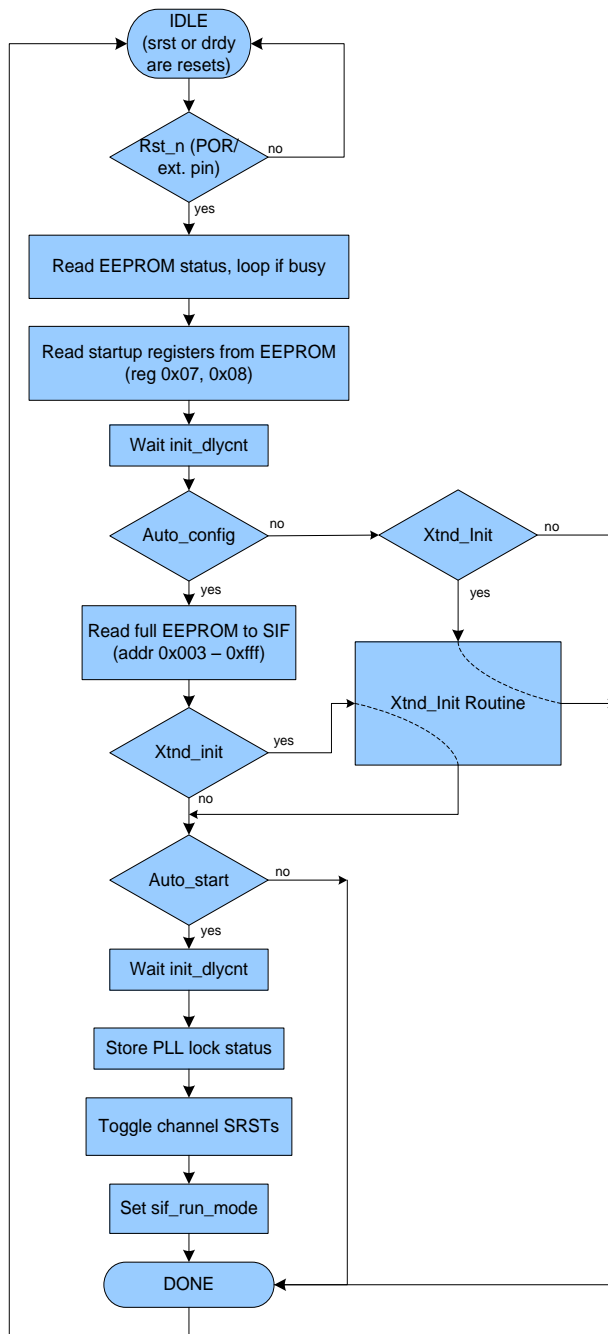 IDLE
(srst or drdy
are resets)
Rst_n (POR/
ext. pin)
no
yes
Read EEPROM status, loop if busy
Read startup registers from EEPROM
(reg 0x07, 0x08)
Wait init_dlycnt
Auto_config
no
Xtnd_Init
no
yes
yes
Read full EEPROM to SIF
(addr 0x003 – 0xfff)
Xtnd_Init Routine
Xtnd_init
yes
no
Auto_start
no
yes
Wait init_dlycnt
Store PLL lock status
Toggle channel SRSTs
Set sif_run_mode
DONE